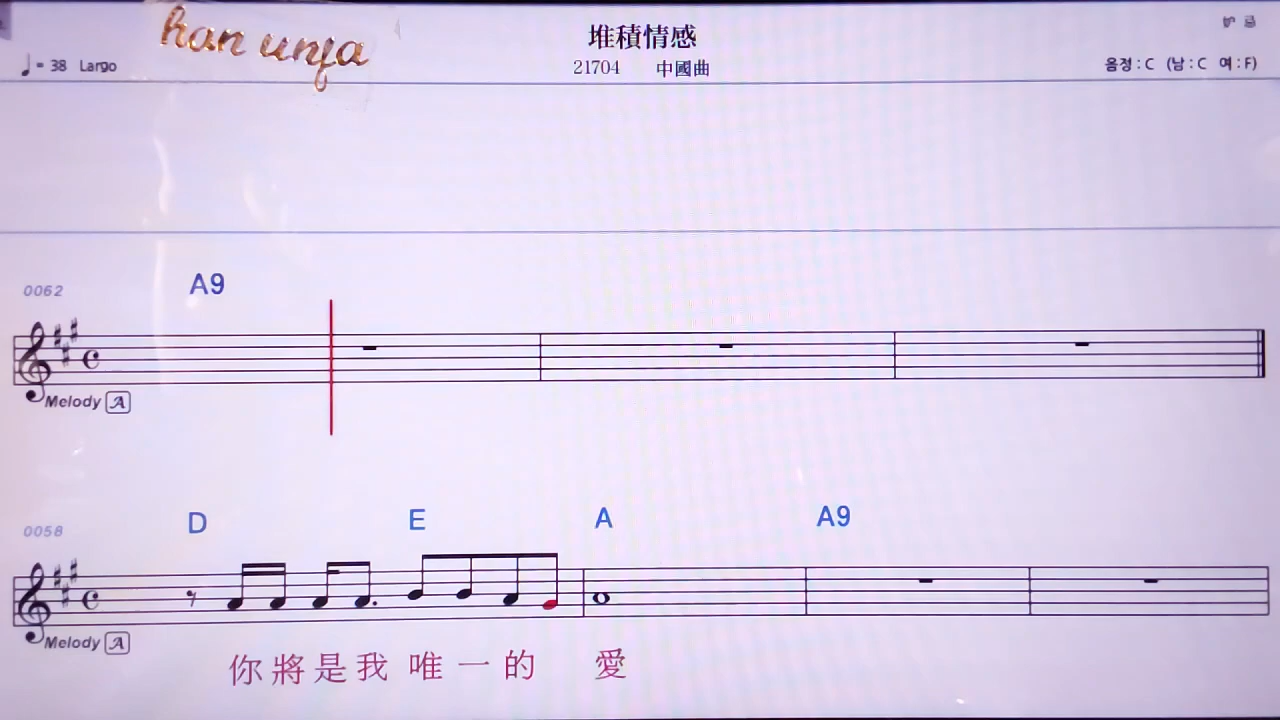 han unja
堆積情感
♩= 38 Largo
21704 中國曲
음정 : C (남 : C 여 : F)
0062
A9
Melody A
0058
D E A A9
Melody A
你將是我 唯一的 愛